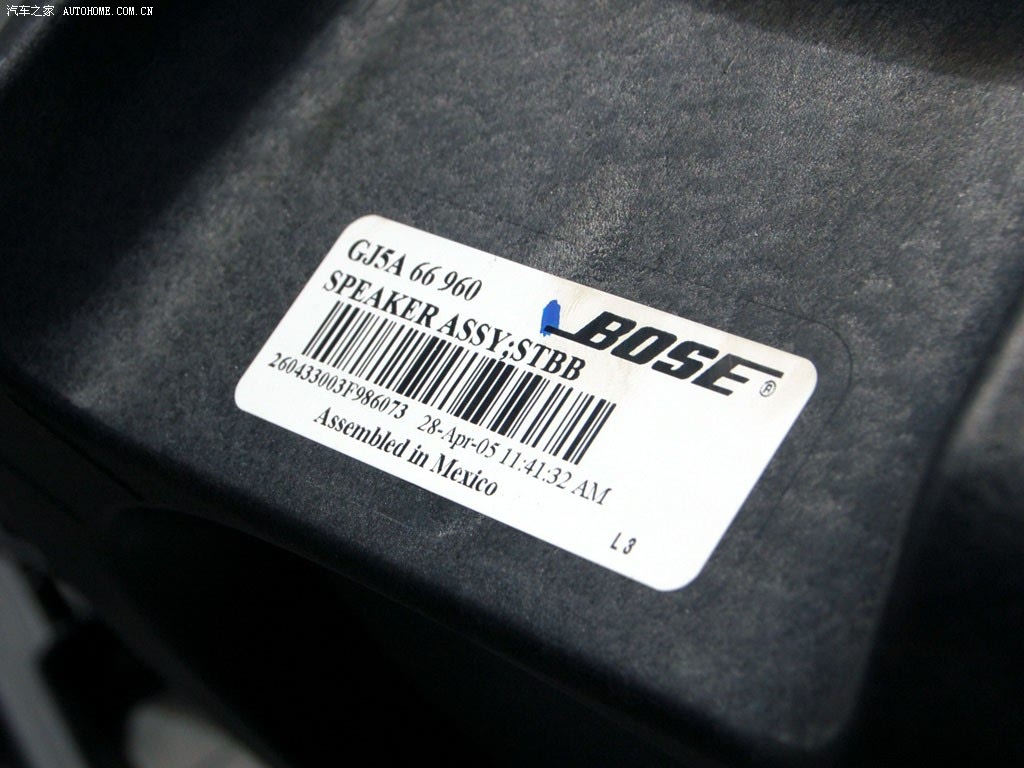 汽车之家 AUTOHOME.COM.CN
GJ5A 66 960
SPEAKER ASSY;STBB
BOSE®
260433003F986073 28-Apr-05 11:41:32 AM
Assembled in Mexico
L3